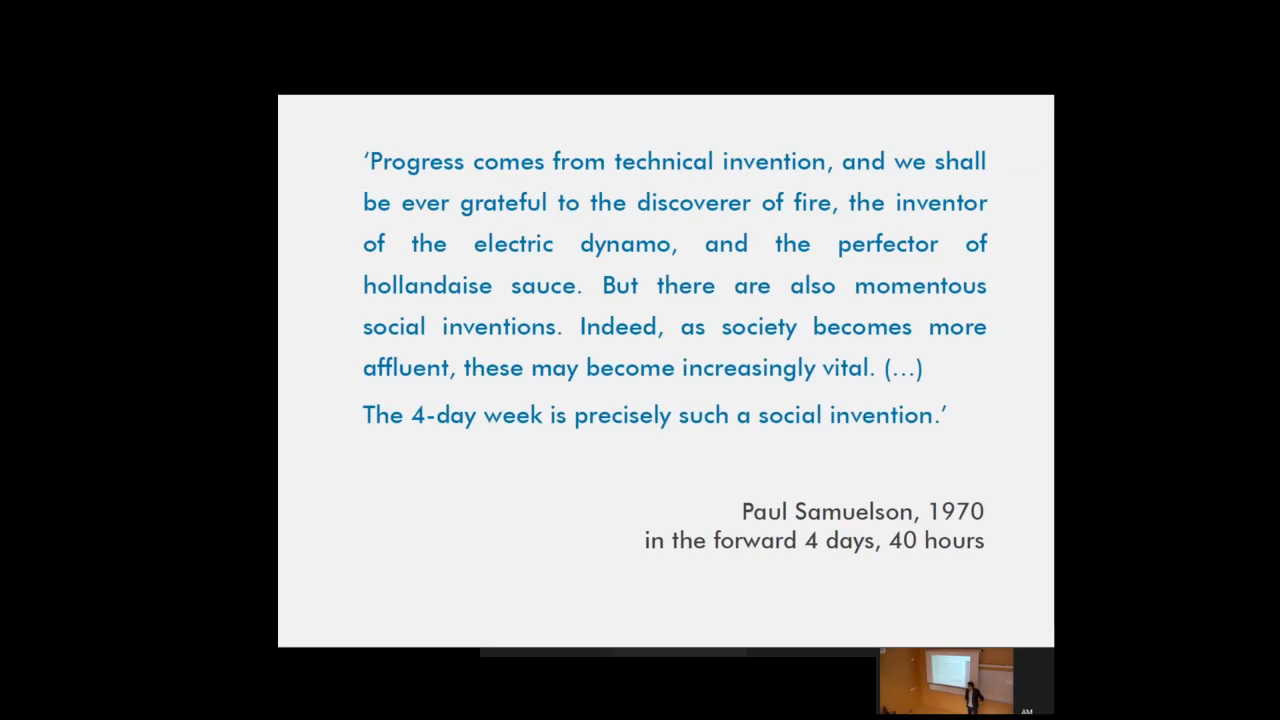 ‘Progress comes from technical invention, and we shall
be ever grateful to the discoverer of fire, the inventor
of the electric dynamo, and the perfector of
hollandaise sauce. But there are also momentous
social inventions. Indeed, as society becomes more
affluent, these may become increasingly vital. (...)
The 4-day week is precisely such a social invention.’
Paul Samuelson, 1970
in the forward 4 days, 40 hours
AM